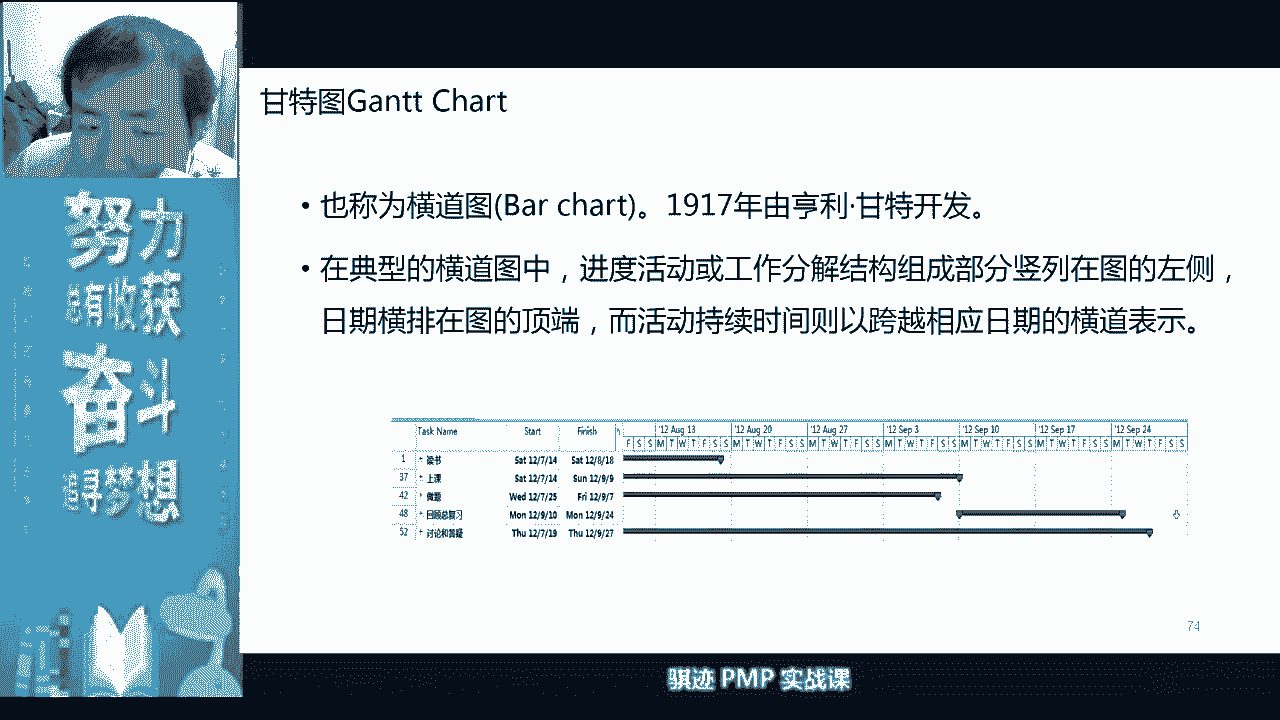 甘特图Gantt Chart
• 也称为横道图(Bar chart)。1917年由亨利·甘特开发。
• 在典型的横道图中，进度活动或工作分解结构组成部分竖列在图的左侧，
日期横排在图的顶端，而活动持续时间则以跨越相应日期的横道表示。
Task Name Start Finish '12 Aug 13 '12 Aug 20 '12 Aug 27 '12 Sep 3 '12 Sep 10 '12 Sep 17 '12 Sep 24
F S S M T W T F S S M T W T F S S M T W T F S S M T W T F S S M T W T F S S M T W T F S S M T W T F S S
1 + 读书 Sat 12/7/14 Sat 12/8/18
37 + 上课 Sat 12/7/14 Sun 12/9/9
42 + 做题 Wed 12/7/25 Fri 12/9/7
48 + 回顾总复习 Mon 12/9/10 Mon 12/9/24
52 + 讨论和答疑 Thu 12/7/19 Thu 12/9/27
74
努力
总有收获
奋斗
追寻梦想
骐迹 PMP 实战课